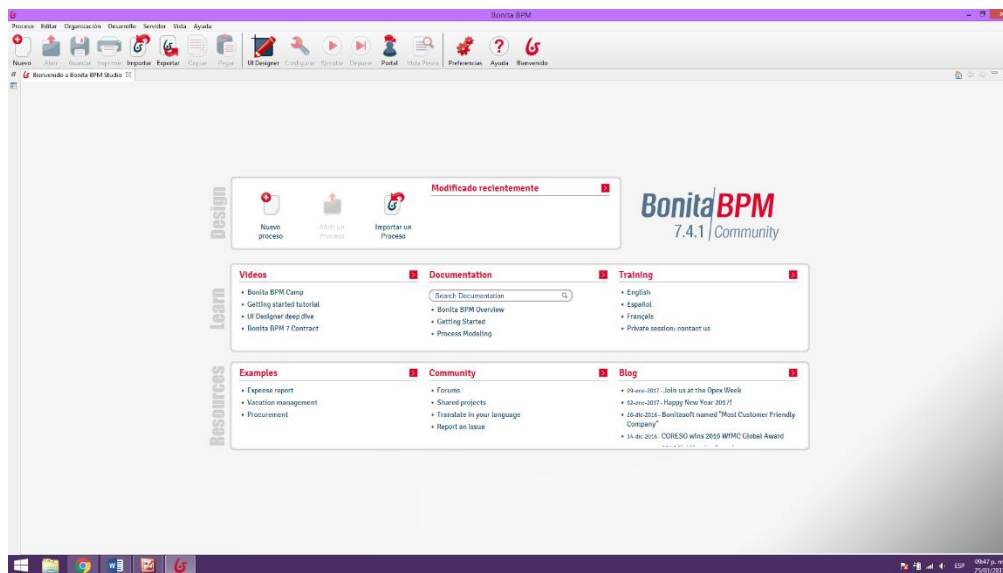 Bonita BPM
Proceso Editar Organización Desarrollo Servidor Vista Ayuda
Nuevo Abrir Guardar Imprimir Importar Exportar Copiar Pegar UI Designer Configurar Ejecutar Depurar Portal Vista Previa Preferencias Ayuda Bienvenido
Bienvenido a Bonita BPM Studio
Design
Nuevo proceso
Abrir un Proceso
Importar un Proceso
Modificado recientemente
Bonita BPM
7.4.1 Community
Learn
Videos
• Bonita BPM Camp
• Getting started tutorial
• UI Designer deep dive
• Bonita BPM 7 Contract
Documentation
Search Documentation
• Bonita BPM Overview
• Getting Started
• Process Modeling
Training
• English
• Español
• Français
• Private session: contact us
Resources
Examples
• Expense report
• Vacation management
• Procurement
Community
• Forums
• Shared projects
• Translate in your language
• Report an issue
Blog
• 09-ene-2017 - Join us at the Opex Week
• 02-ene-2017 - Happy New Year 2017!
• 16-dic-2016 - Bonitasoft named "Most Customer Friendly
Company"
• 14-dic-2016 - CORESO wins 2016 WfMC Global Award
ESP
09:47 p. m.
25/01/201